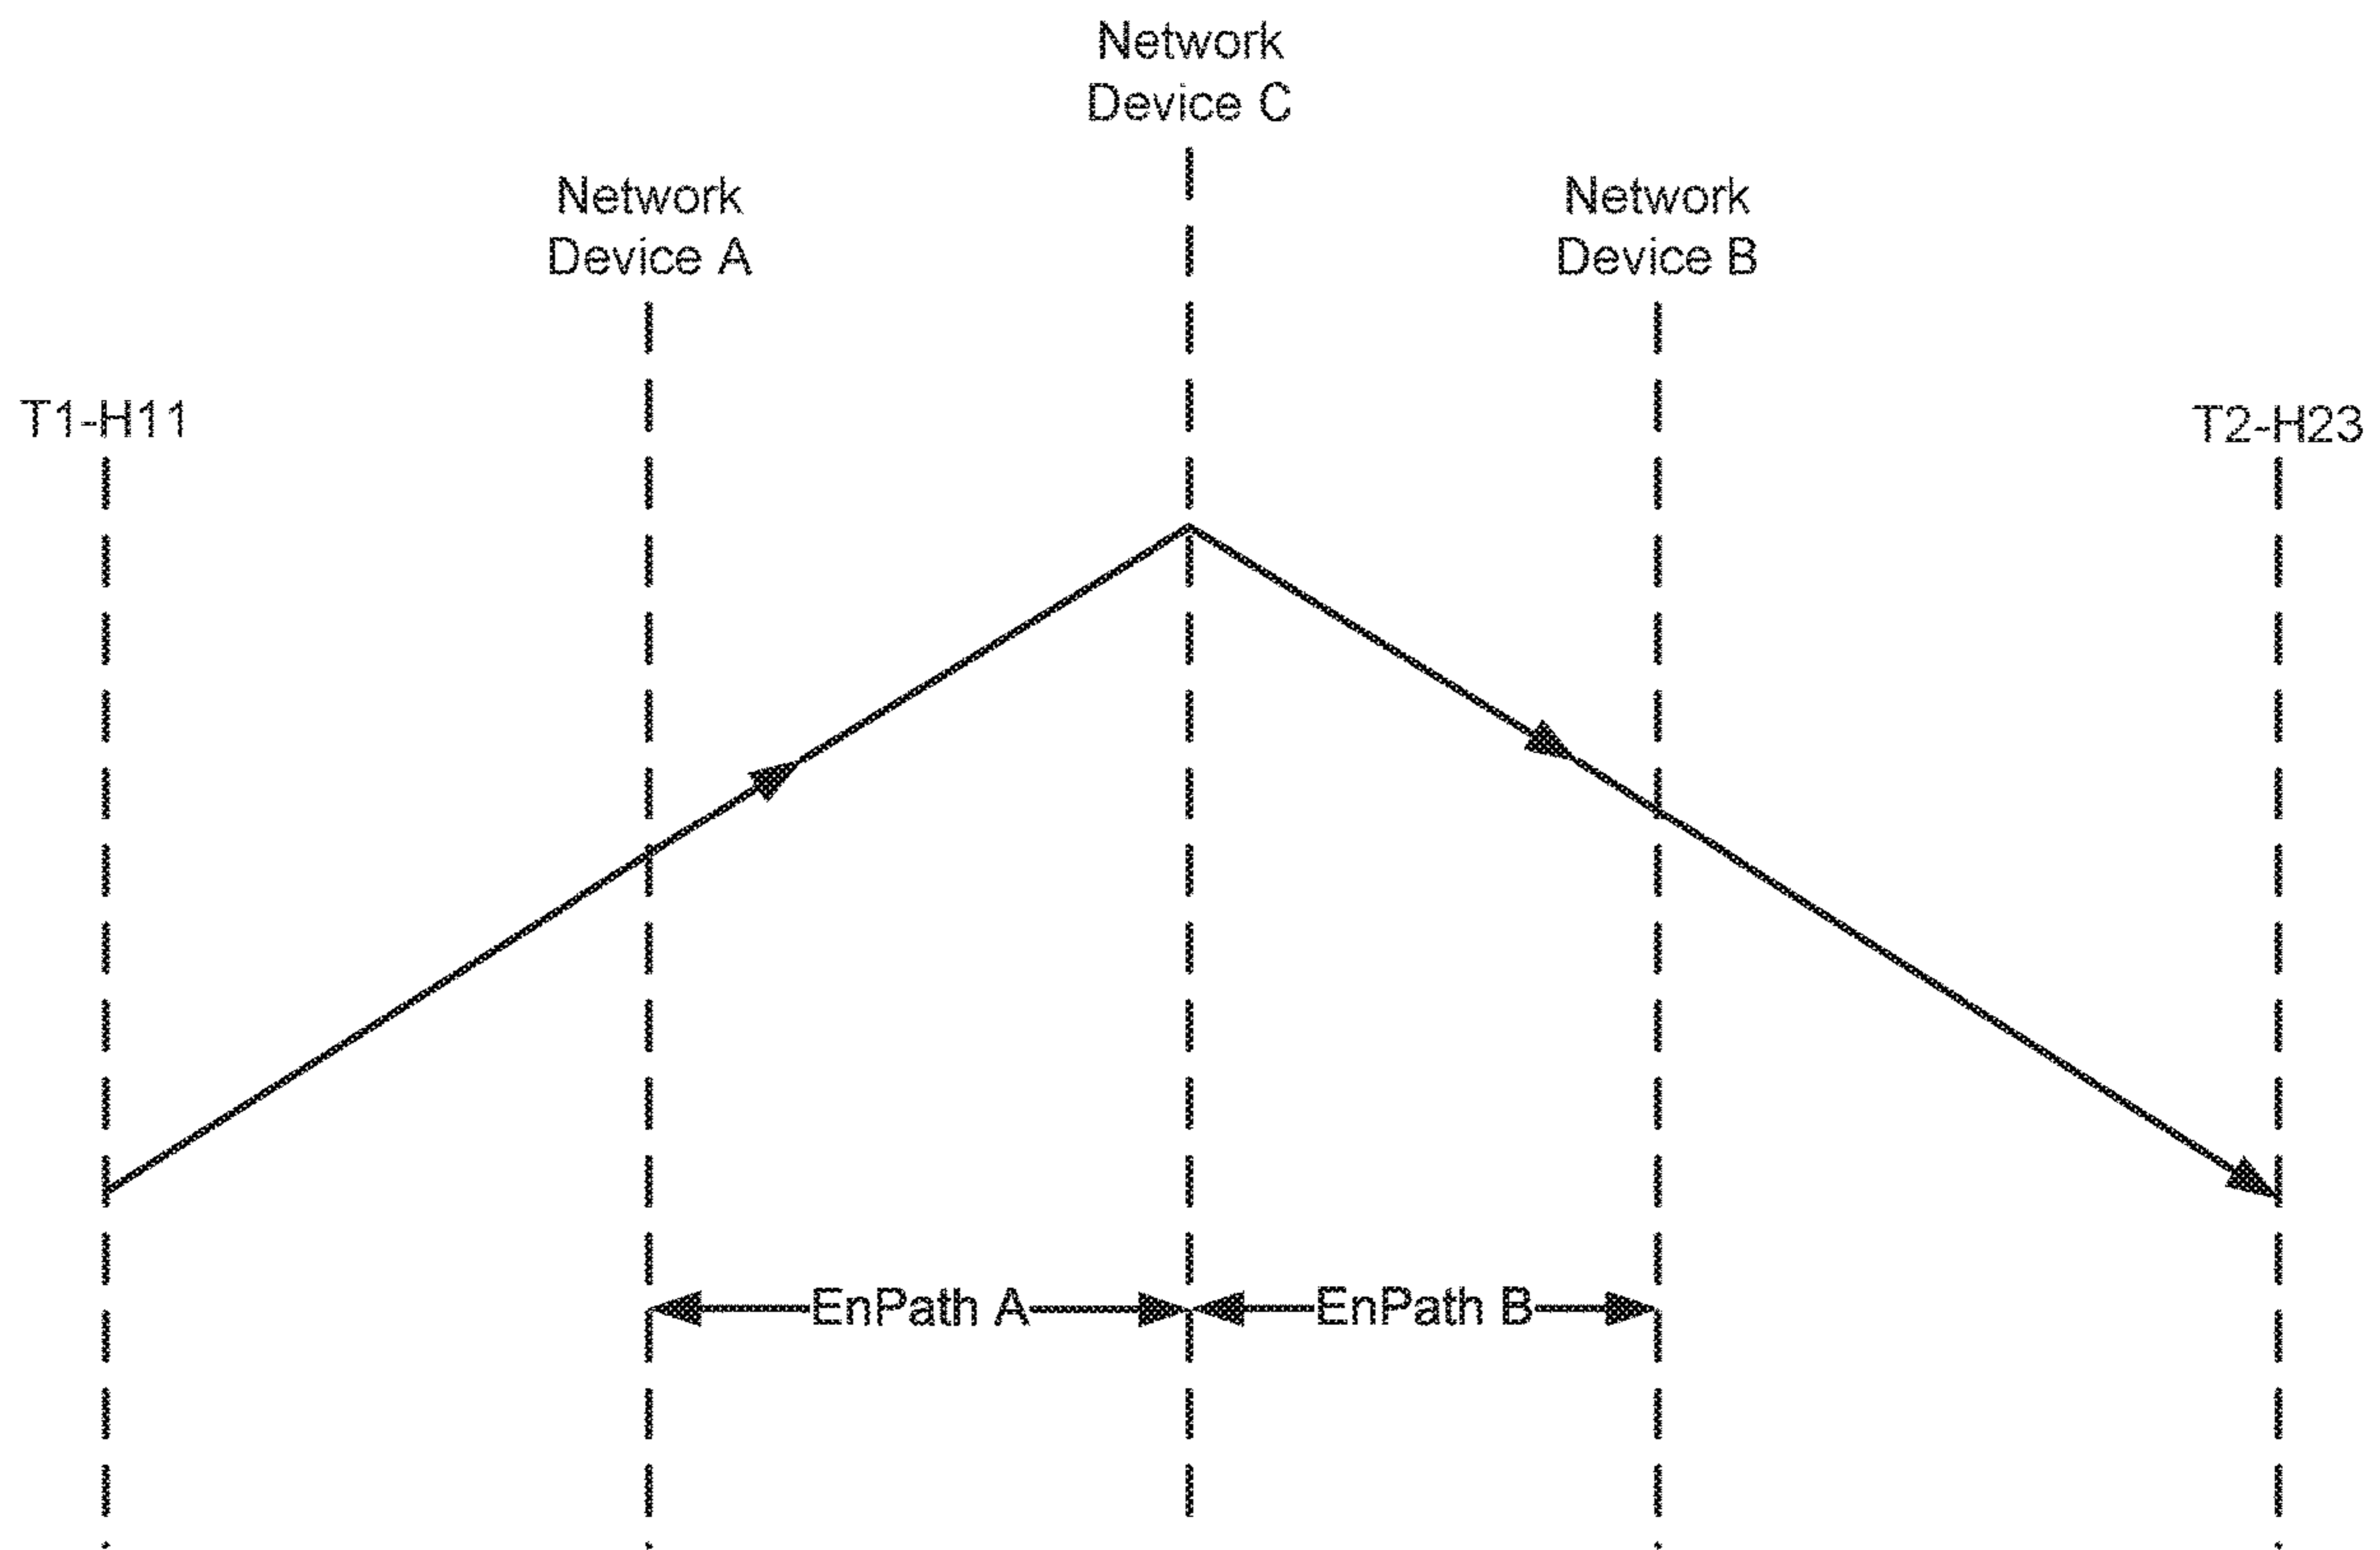 Network
Device C
Network
Device A
Network
Device B
T1-H11
T2-H23
EnPath A
EnPath B